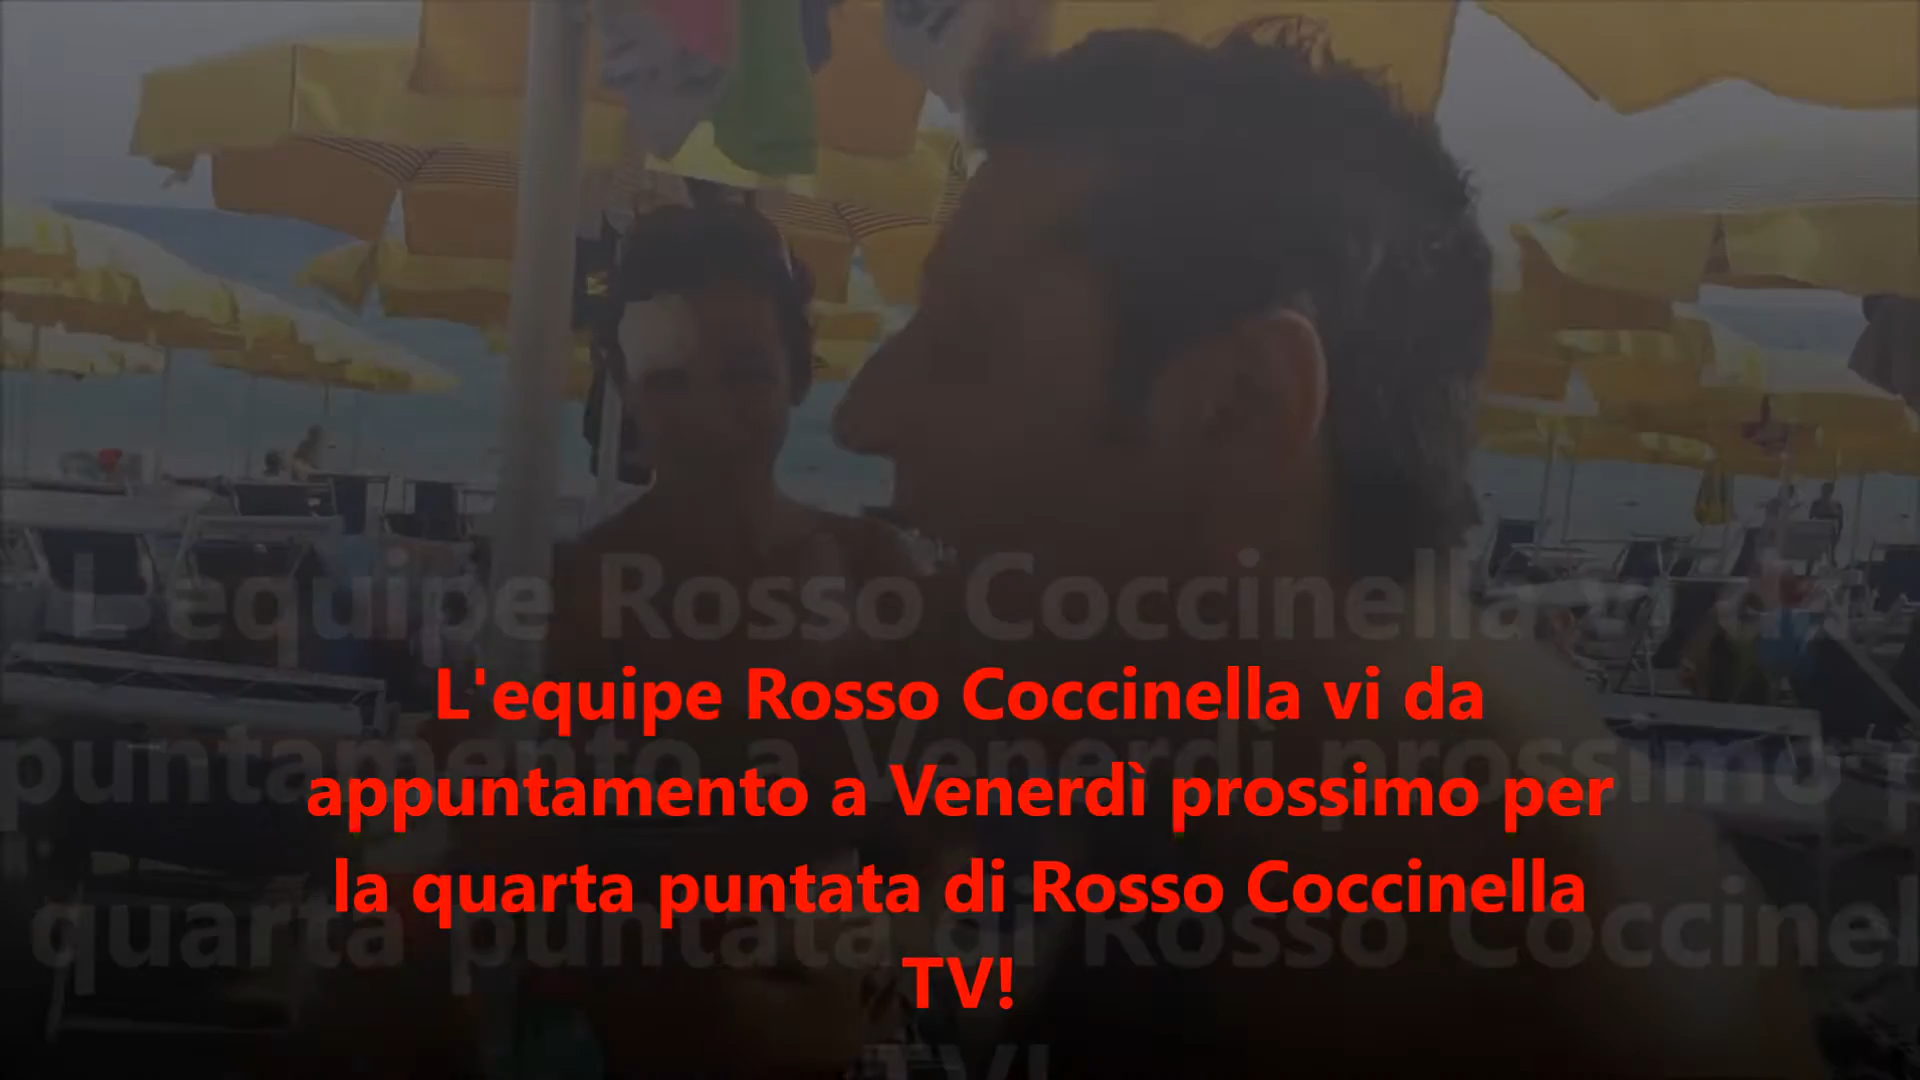 L'equipe Rosso Coccinella vi da
appuntamento a Venerdì prossimo per
la quarta puntata di Rosso Coccinella
TV!